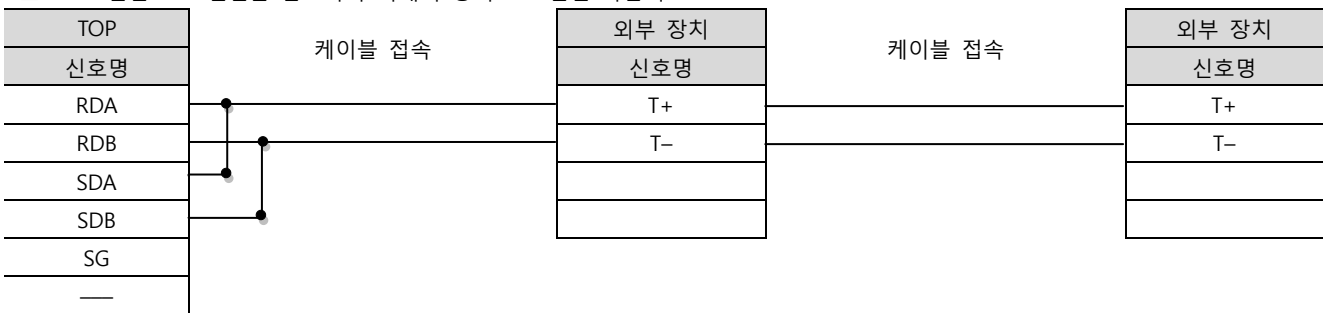 TOP 케이블 접속 외부 장치 케이블 접속 외부 장치
신호명 신호명 신호명
RDA T+ T+
RDB T– T–
SDA
SDB
SG
–––